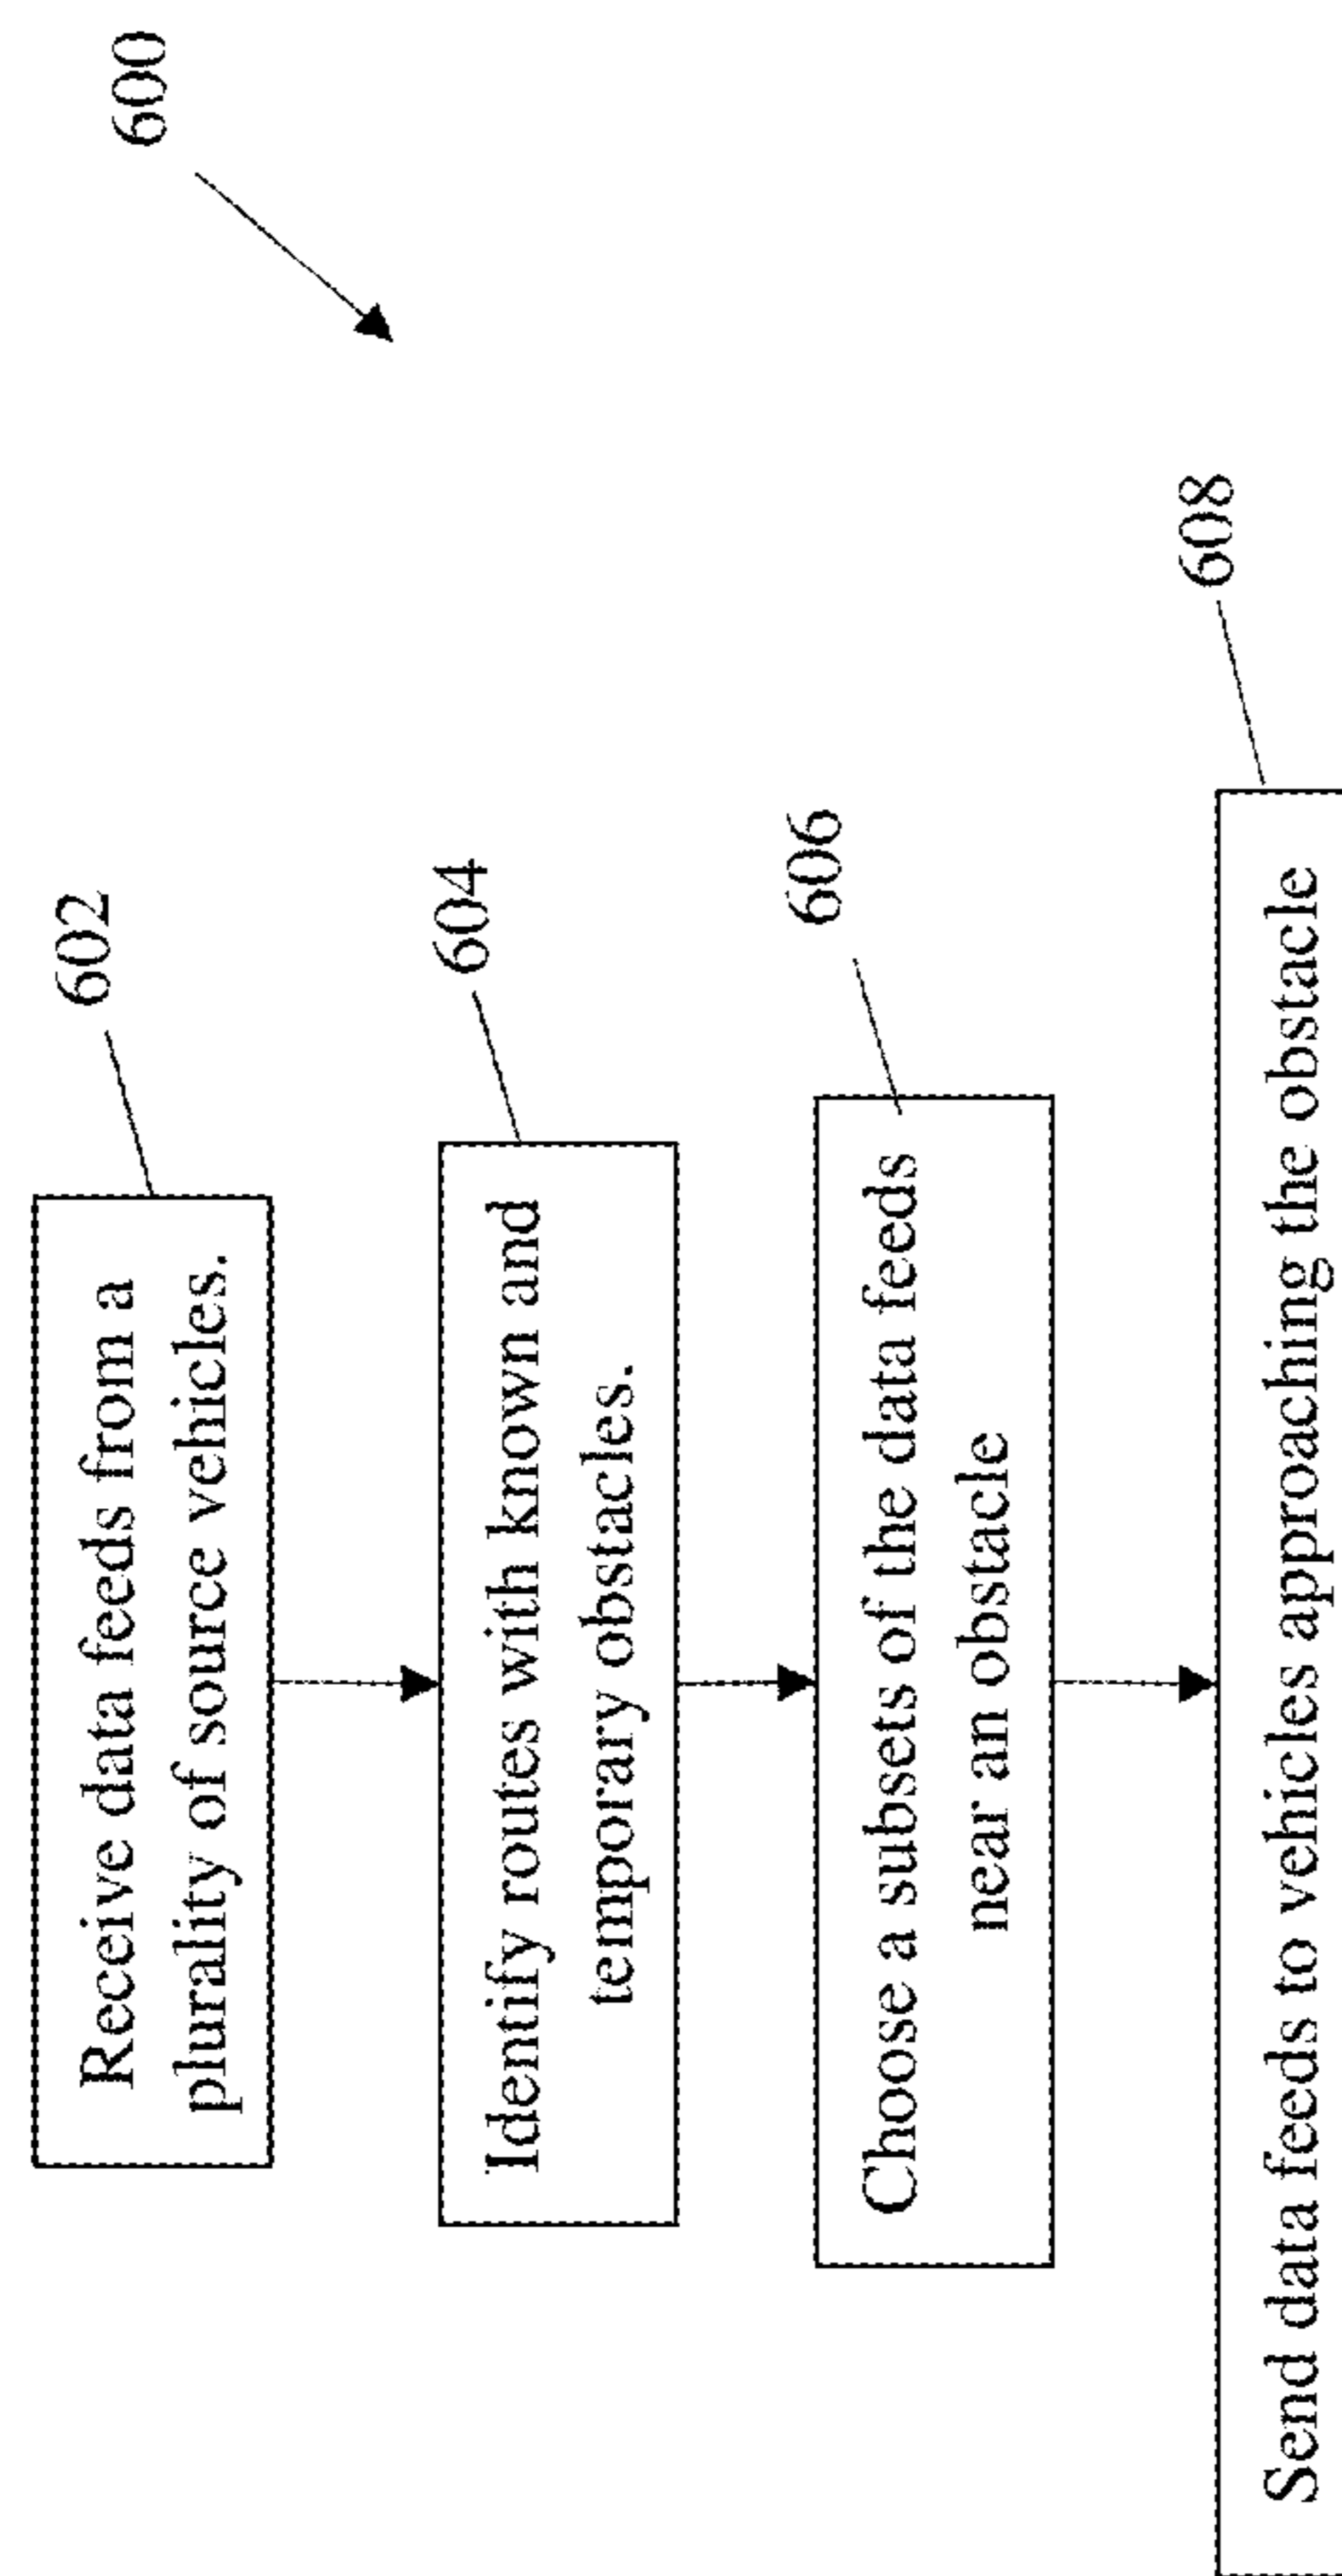 600
602
Receive data feeds from a
plurality of source vehicles.
604
Identify routes with known and
temporary obstacles.
606
Choose a subsets of the data feeds
near an obstacle
608
Send data feeds to vehicles approaching the obstacle